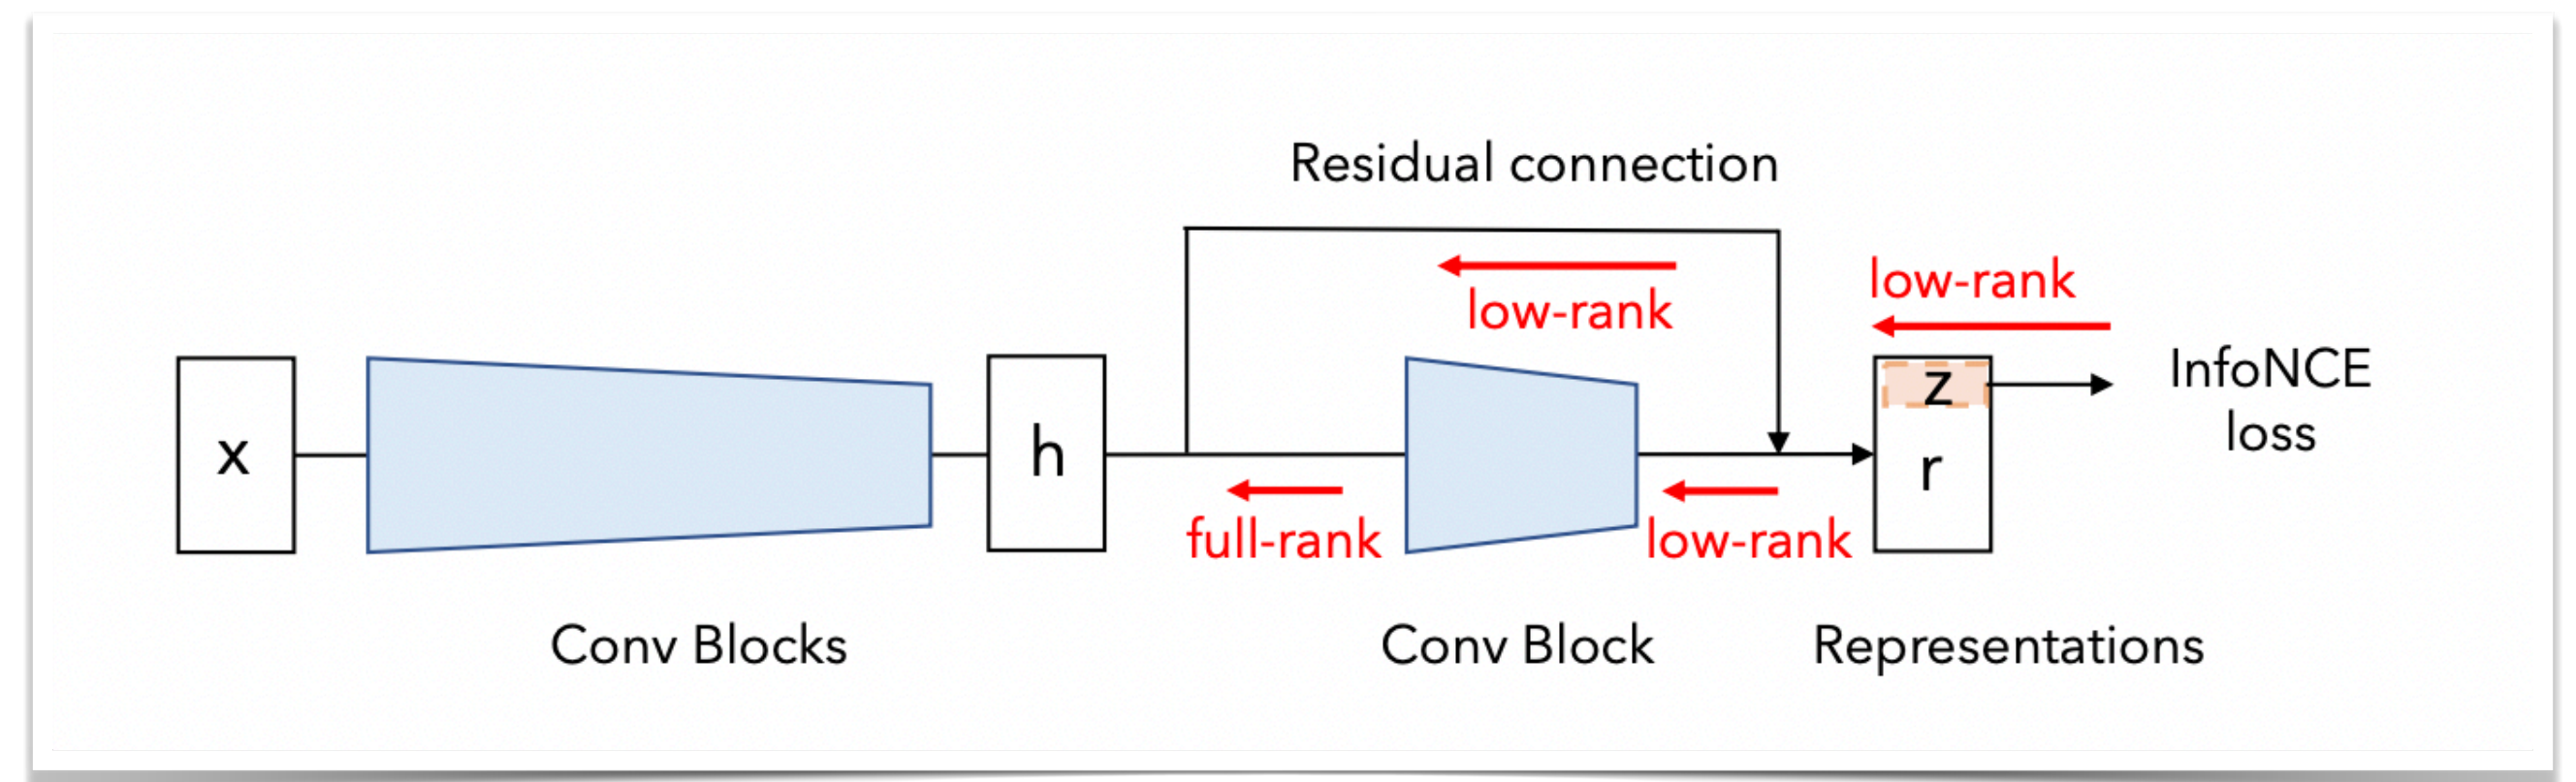 Residual connection
low-rank
low-rank
x
h
z
r
InfoNCE
loss
full-rank
low-rank
Conv Blocks
Conv Block
Representations